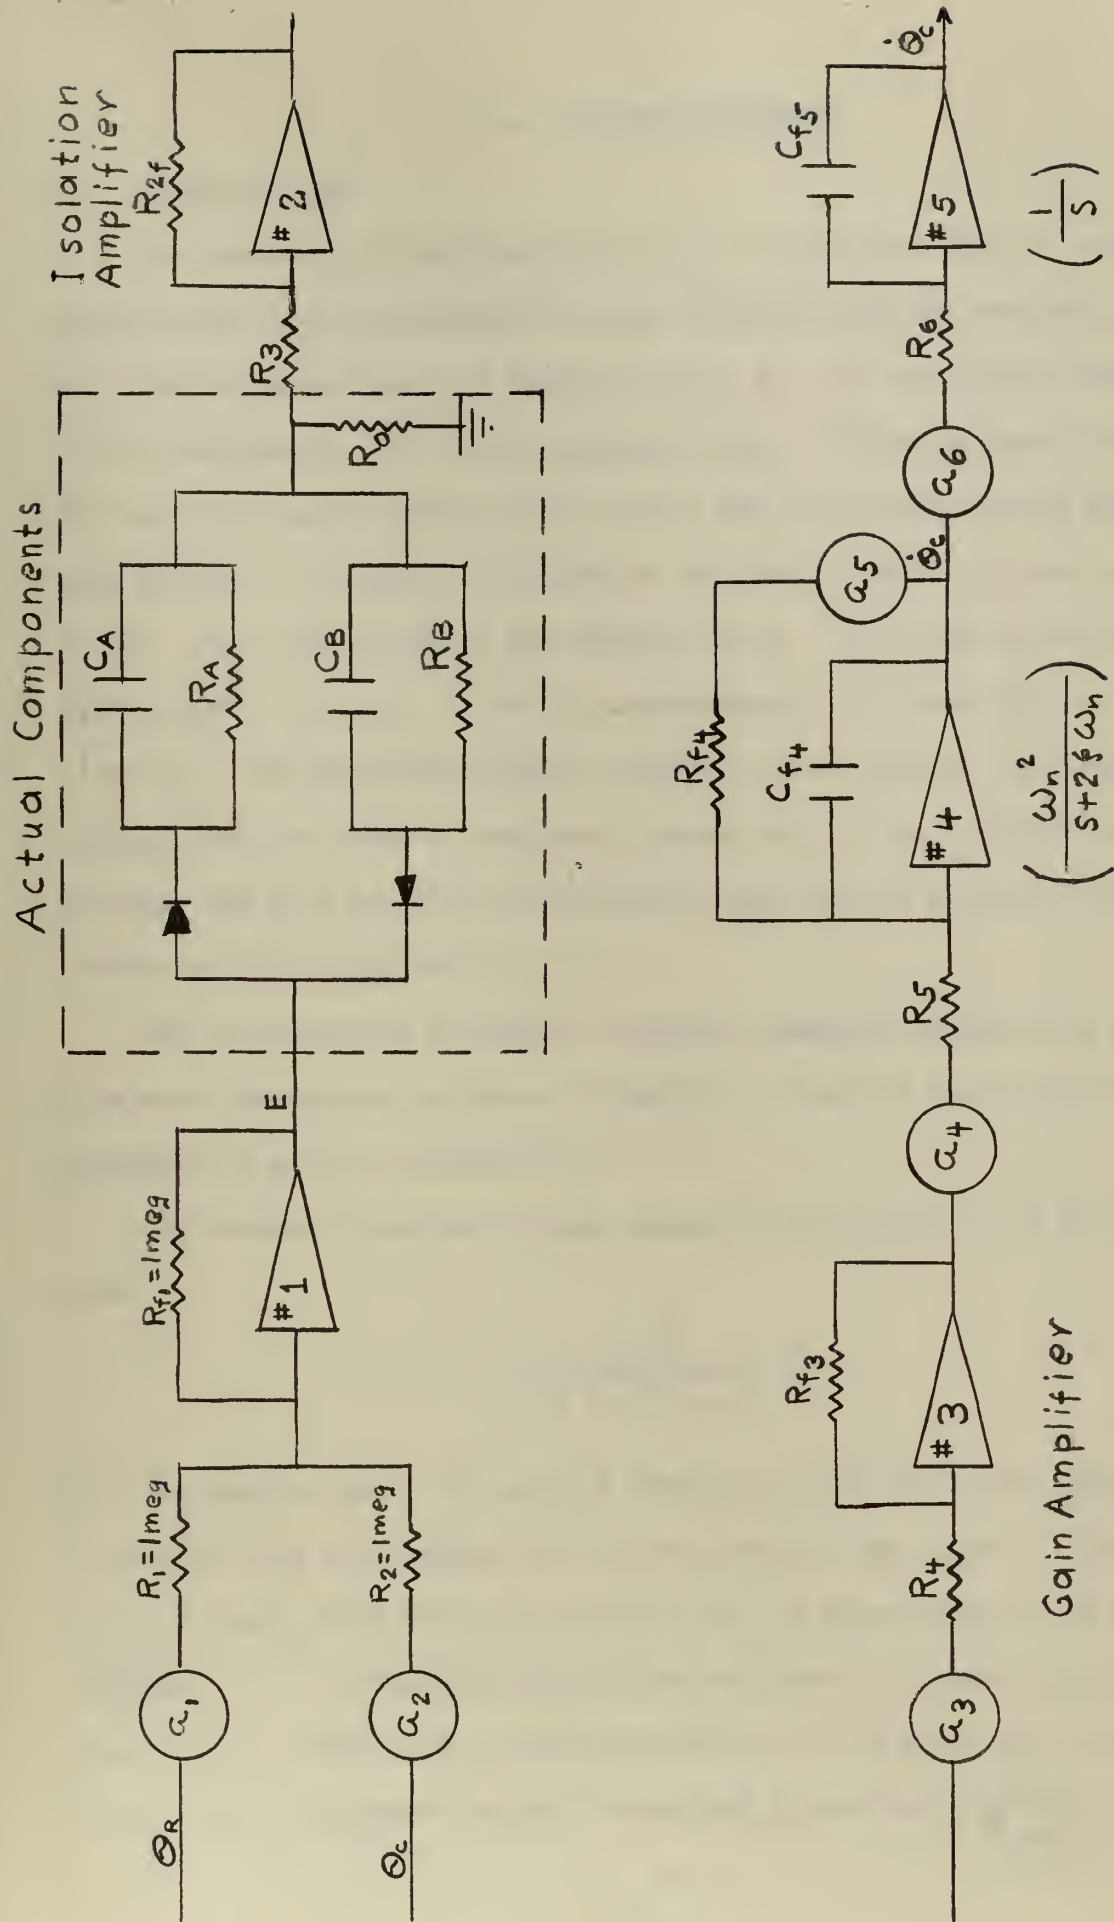 Actual Components
Isolation
Amplifier
R2f
# 2
R3
Ro
CA
RA
CB
RB
E
Rf1 = 1meg
# 1
R1 = 1meg
R2 = 1meg
a1
a2
ΘR
Θc
a3
R4
Rf3
# 3
Gain Amplifier
a4
R5
Rf4
Cf4
# 4
(ωn² / s+2ξωn)
a5
Θ̇c
a6
R6
Cf5
# 5
(1/s)
Θ̇c